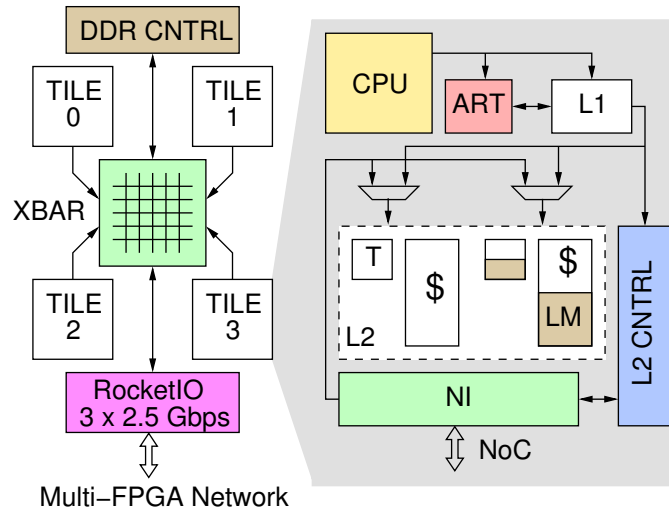 DDR CNTRL
TILE
0
TILE
1
XBAR
TILE
2
TILE
3
RocketIO
3 x 2.5 Gbps
Multi−FPGA Network
CPU
ART
L1
T
$
$
LM
L2
L2 CNTRL
NI
NoC